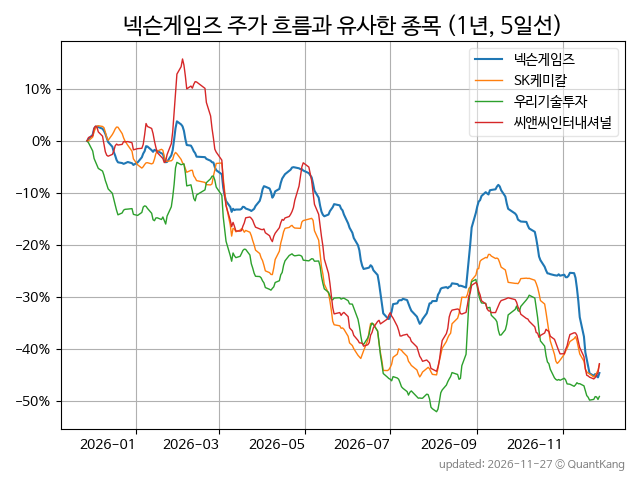 넥슨게임즈 주가 흐름과 유사한 종목 (1년, 5일선)
넥슨게임즈
SK케미칼
우리기술투자
씨앤씨인터내셔널
10%
0%
−10%
−20%
−30%
−40%
−50%
2026-01
2026-03
2026-05
2026-07
2026-09
2026-11
updated: 2026-11-27 © QuantKang